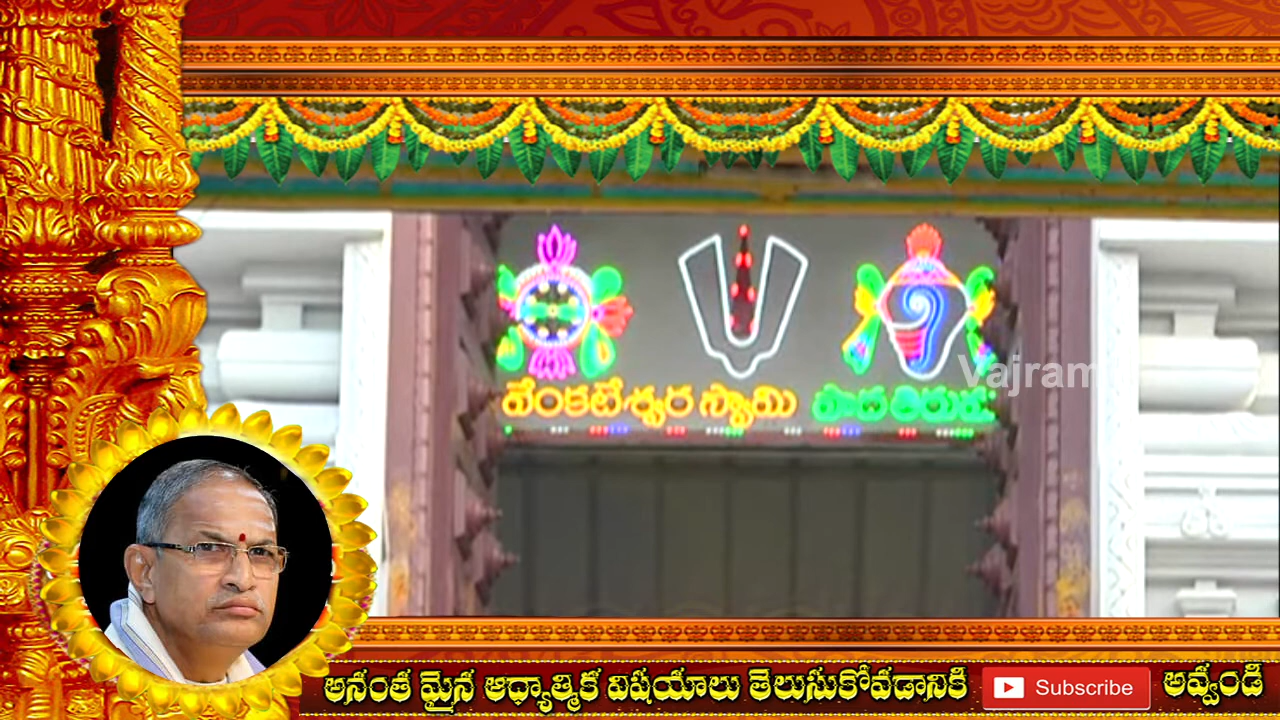 వేంకటేశ్వర స్వామి పాద తిరుడు
Vajram
అనంత మైన ఆధ్యాత్మిక విషయాలు తెలుసుకోవడానికి Subscribe అవ్వండి